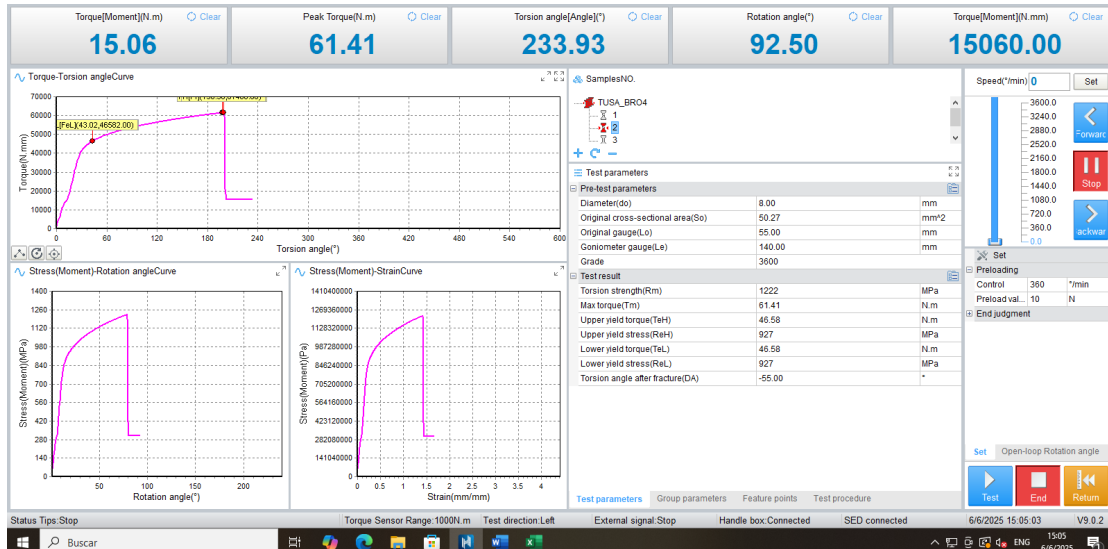 Torque[Moment](N.m) Clear Peak Torque(N.m) Clear Torsion angle[Angle](°) Clear Rotation angle(°) Clear Torque[Moment](N.mm) Clear
15.06 61.41 233.93 92.50 15060.00
Torque-Torsion angleCurve
70000
60000
50000
40000
30000
20000
10000
0
Torque(N.mm)
[FeL](43.02,46582.00)
0 60 120 180 240 300 360 420 480 540 600
Torsion angle(°)
Stress(Moment)-Rotation angleCurve
1400
1260
1120
980
840
700
560
420
280
140
0
Stress(Moment)(MPa)
50 100 150 200
Rotation angle(°)
Stress(Moment)-StrainCurve
1410400000
1269360000
1128320000
987280000
846240000
705200000
564160000
423120000
282080000
141040000
0
Stress(Moment)(Pa)
0 0.5 1 1.5 2 2.5 3 3.5 4
Strain(mm/mm)
SamplesNO.
TUSA_BRO4
1
2
3
Test parameters
Pre-test parameters
Diameter(do) 8.00 mm
Original cross-sectional area(So) 50.27 mm^2
Original gauge(Lo) 55.00 mm
Goniometer gauge(Le) 140.00 mm
Grade 3600
Test result
Torsion strength(Rm) 1222 MPa
Max torque(Tm) 61.41 N.m
Upper yield torque(TeH) 46.58 N.m
Upper yield stress(ReH) 927 MPa
Lower yield torque(TeL) 46.58 N.m
Lower yield stress(ReL) 927 MPa
Torsion angle after fracture(DA) -55.00 °
Test parameters Group parameters Feature points Test procedure
Speed(°/min) 0 Set
3600.0
3240.0
2880.0
2520.0
2160.0
1800.0
1440.0
1080.0
720.0
360.0
0.0
Forward
Stop
ackwar
Set
Preloading
Control 360 °/min
Preload val... 10 N
End judgment
Set Open-loop Rotation angle
Test End Return
Status Tips:Stop Torque Sensor Range:1000N.m Test direction:Left External signal:Stop Handle box:Connected SED connected 6/6/2025 15:05:03 V9.0.2
Buscar ENG 15:05
6/6/2025